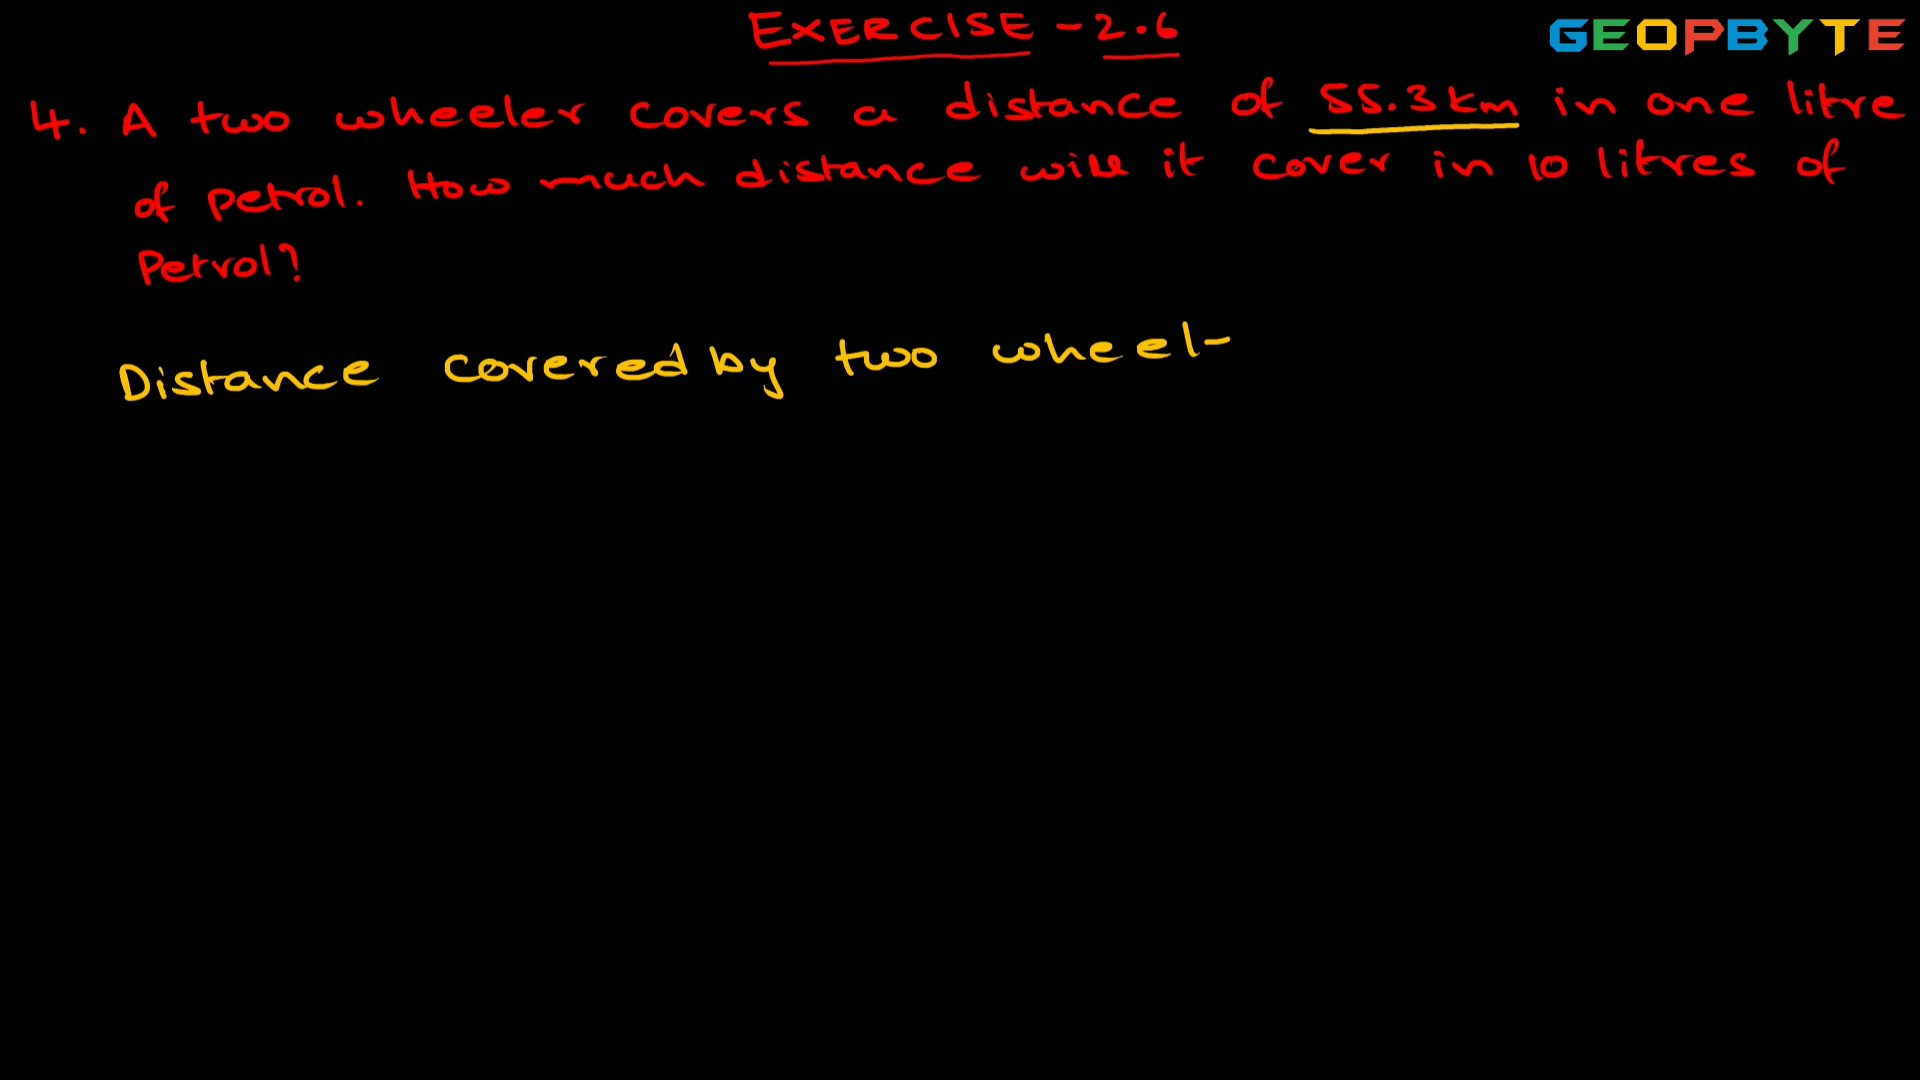 EXERCISE - 2.6
GEOPBYTE
4. A two wheeler covers a distance of 55.3 km in one litre
of petrol. How much distance will it cover in 10 litres of
Petrol?
Distance covered by two wheel-